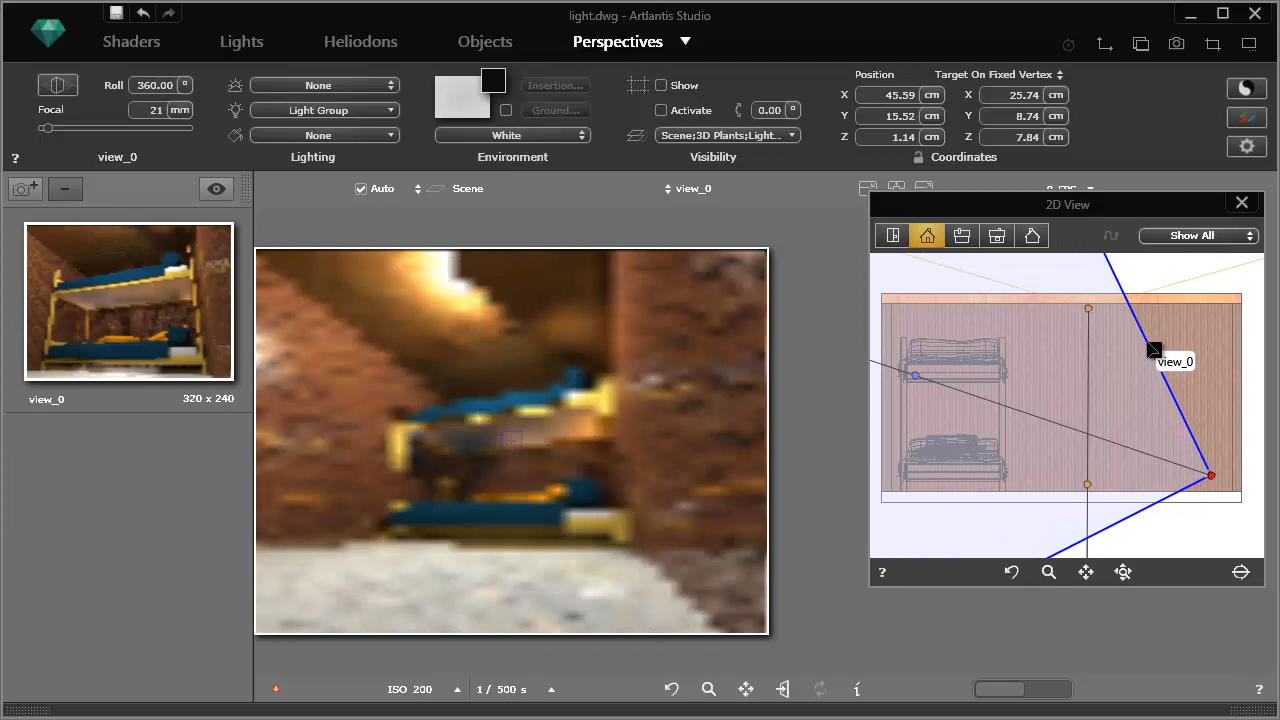 light.dwg - Artlantis Studio
Shaders Lights Heliodons Objects Perspectives
Roll 360.00 °
Focal 21 mm
None
Light Group
None
Insertion...
Ground...
White
Show
Activate 0.00 °
Scene;3D Plants;Light...
Position Target On Fixed Vertex
X 45.59 cm X 25.74 cm
Y 15.52 cm Y 8.74 cm
Z 1.14 cm Z 7.84 cm
? view_0 Lighting Environment Visibility Coordinates
Auto Scene view_0
2D View
Show All
view_0
view_0 320 x 240
?
ISO 200 1 / 500 s i ?